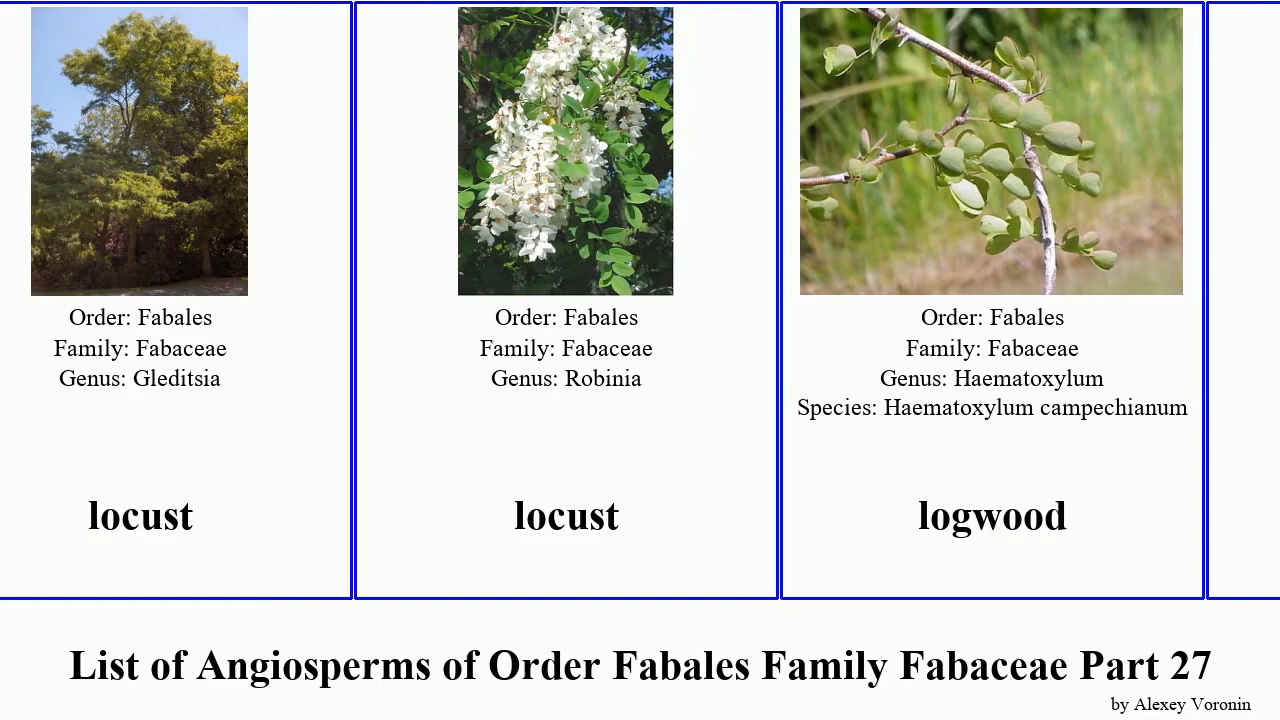 Order: Fabales
Family: Fabaceae
Genus: Gleditsia
locust
Order: Fabales
Family: Fabaceae
Genus: Robinia
locust
Order: Fabales
Family: Fabaceae
Genus: Haematoxylum
Species: Haematoxylum campechianum
logwood
List of Angiosperms of Order Fabales Family Fabaceae Part 27
by Alexey Voronin